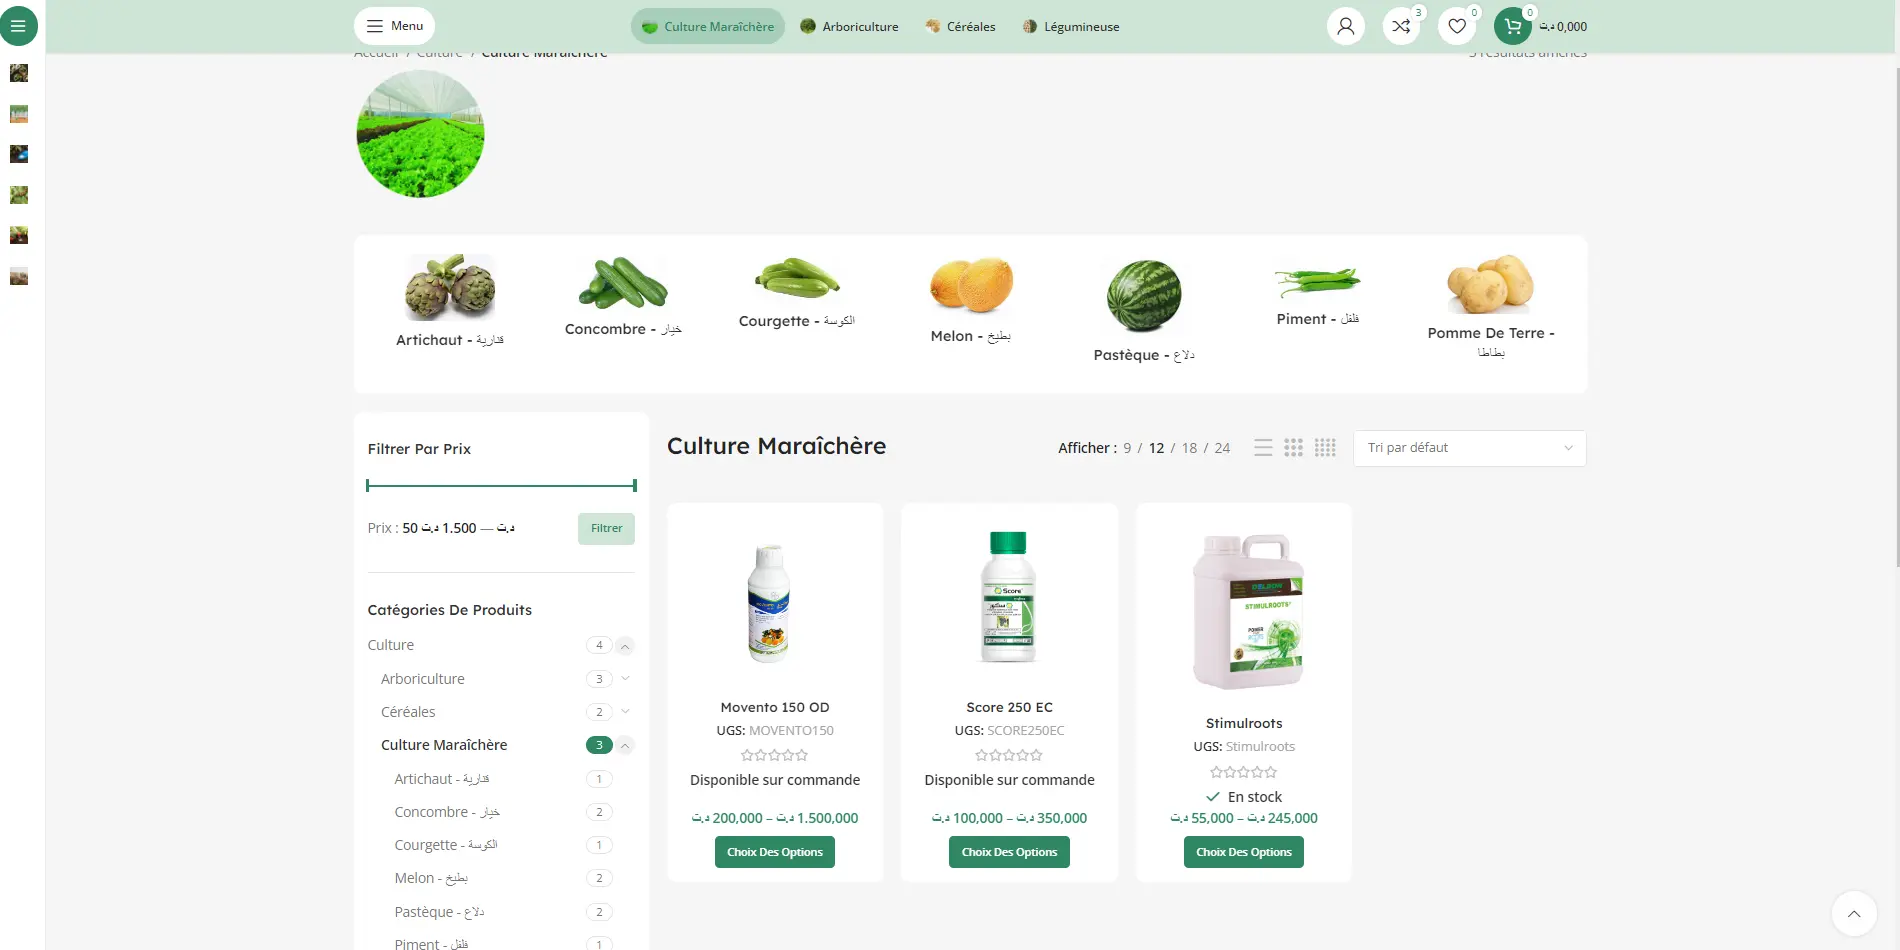 Menu
Culture Maraîchère
Arboriculture
Céréales
Légumineuse
3
0
0
د.ت 0,000
Accueil / Culture / Culture Maraîchère
3 résultats affichés
Artichaut - قنارية
Concombre - خيار
Courgette - الكوسة
Melon - بطيخ
Pastèque - دلاع
Piment - فلفل
Pomme De Terre -
بطاطا
Filtrer Par Prix
Prix : 50 د.ت — 1.500 د.ت
Filtrer
Catégories De Produits
Culture 4
Arboriculture 3
Céréales 2
Culture Maraîchère 3
Artichaut - قنارية 1
Concombre - خيار 2
Courgette - الكوسة 1
Melon - بطيخ 2
Pastèque - دلاع 2
Piment - فلفل 1
Culture Maraîchère
Afficher : 9 / 12 / 18 / 24
Tri par défaut
Movento 150 OD
UGS: MOVENTO150
Disponible sur commande
د.ت 200,000 – د.ت 1.500,000
Choix Des Options
Score
Score 250 EC
UGS: SCORE250EC
Disponible sur commande
د.ت 100,000 – د.ت 350,000
Choix Des Options
STIMULROOTS
Stimulroots
UGS: Stimulroots
En stock
د.ت 55,000 – د.ت 245,000
Choix Des Options